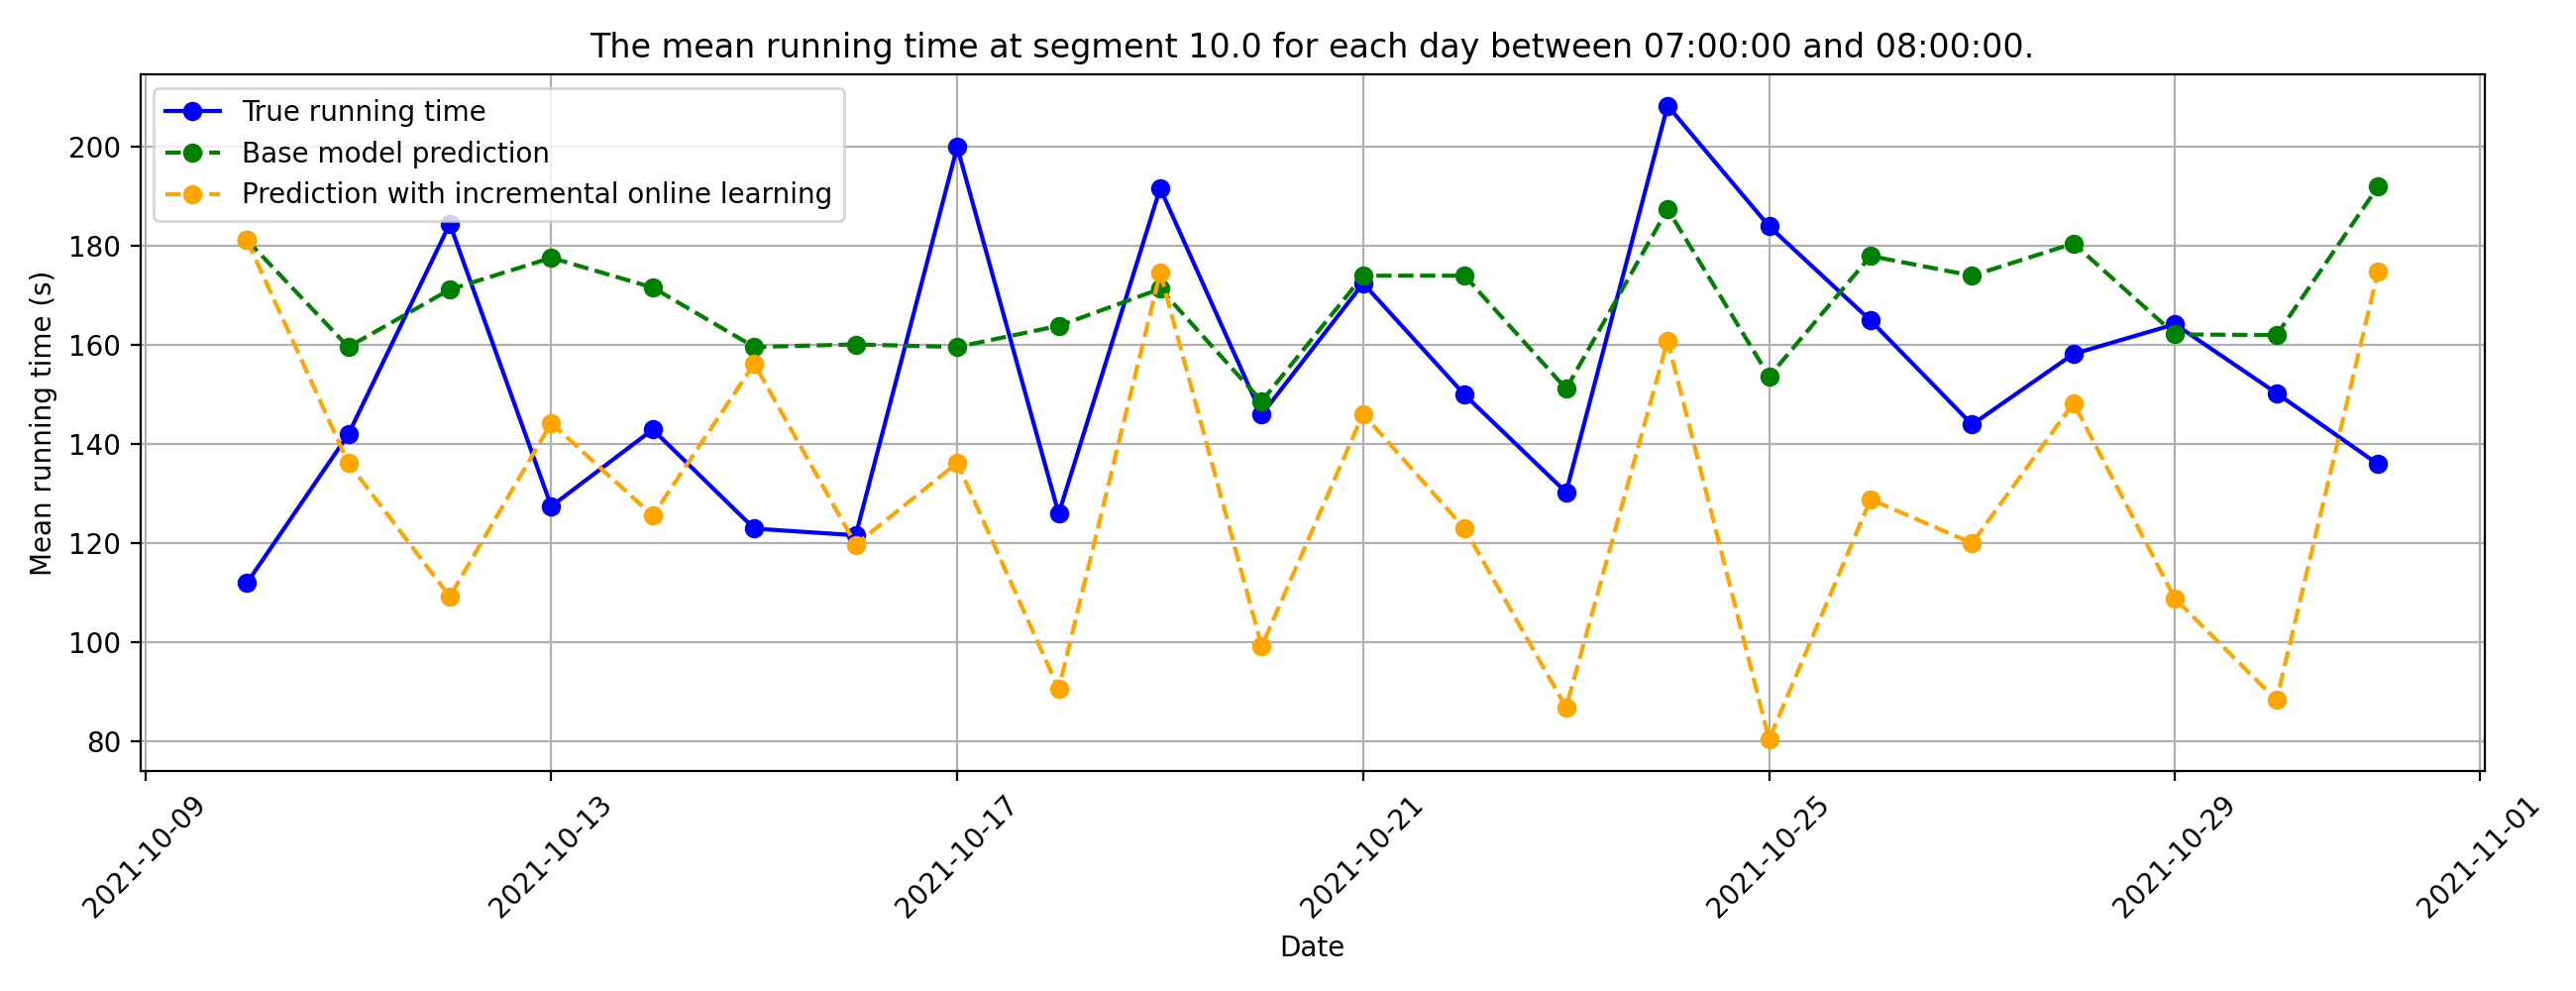 The mean running time at segment 10.0 for each day between 07:00:00 and 08:00:00.
True running time
Base model prediction
Prediction with incremental online learning
Mean running time (s)
200
180
160
140
120
100
80
2021-10-09
2021-10-13
2021-10-17
2021-10-21
2021-10-25
2021-10-29
2021-11-01
Date